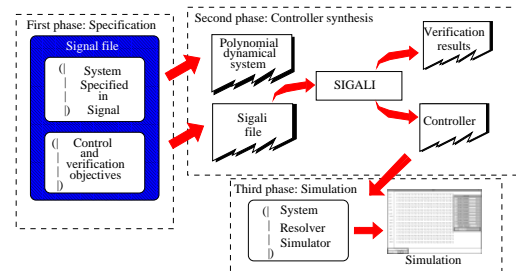 First phase: Specification
Signal file
(| System
| Specified
| in
|) Signal
(| Control
| and
| verification
| objectives
|)
Second phase: Controller synthesis
Polynomial
dynamical
system
Sigali
file
SIGALI
Verification
results
Controller
Third phase: Simulation
(| System
| Resolver
| Simulator
|)
Simulation